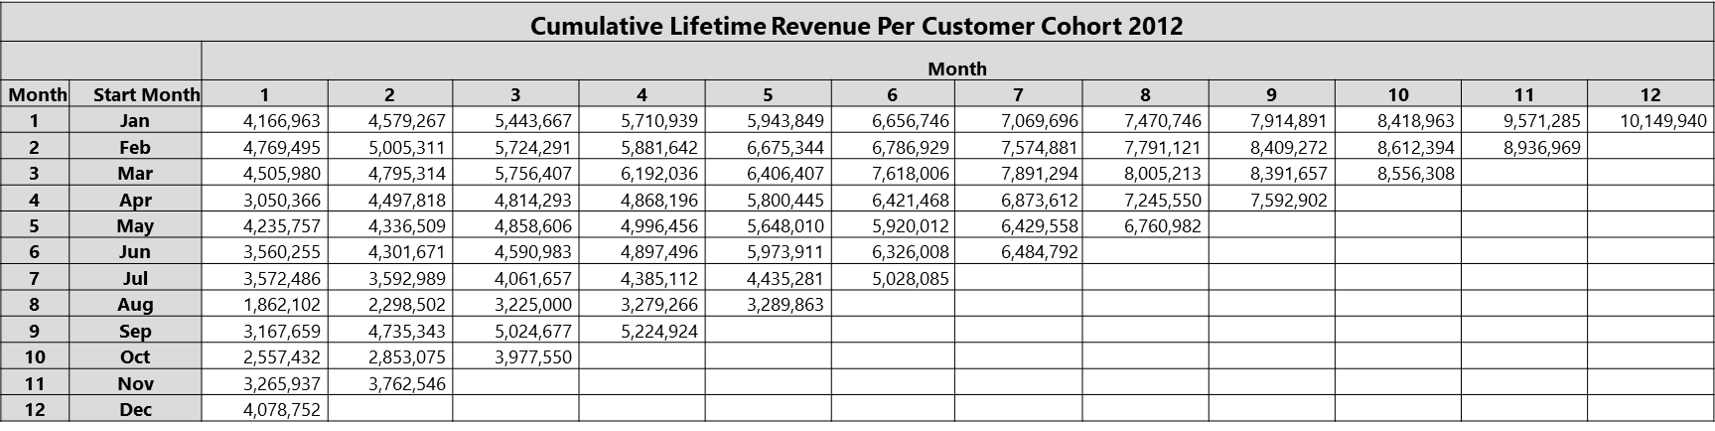 Cumulative Lifetime Revenue Per Customer Cohort 2012
Month
Month Start Month 1 2 3 4 5 6 7 8 9 10 11 12
1 Jan 4,166,963 4,579,267 5,443,667 5,710,939 5,943,849 6,656,746 7,069,696 7,470,746 7,914,891 8,418,963 9,571,285 10,149,940
2 Feb 4,769,495 5,005,311 5,724,291 5,881,642 6,675,344 6,786,929 7,574,881 7,791,121 8,409,272 8,612,394 8,936,969
3 Mar 4,505,980 4,795,314 5,756,407 6,192,036 6,406,407 7,618,006 7,891,294 8,005,213 8,391,657 8,556,308
4 Apr 3,050,366 4,497,818 4,814,293 4,868,196 5,800,445 6,421,468 6,873,612 7,245,550 7,592,902
5 May 4,235,757 4,336,509 4,858,606 4,996,456 5,648,010 5,920,012 6,429,558 6,760,982
6 Jun 3,560,255 4,301,671 4,590,983 4,897,496 5,973,911 6,326,008 6,484,792
7 Jul 3,572,486 3,592,989 4,061,657 4,385,112 4,435,281 5,028,085
8 Aug 1,862,102 2,298,502 3,225,000 3,279,266 3,289,863
9 Sep 3,167,659 4,735,343 5,024,677 5,224,924
10 Oct 2,557,432 2,853,075 3,977,550
11 Nov 3,265,937 3,762,546
12 Dec 4,078,752